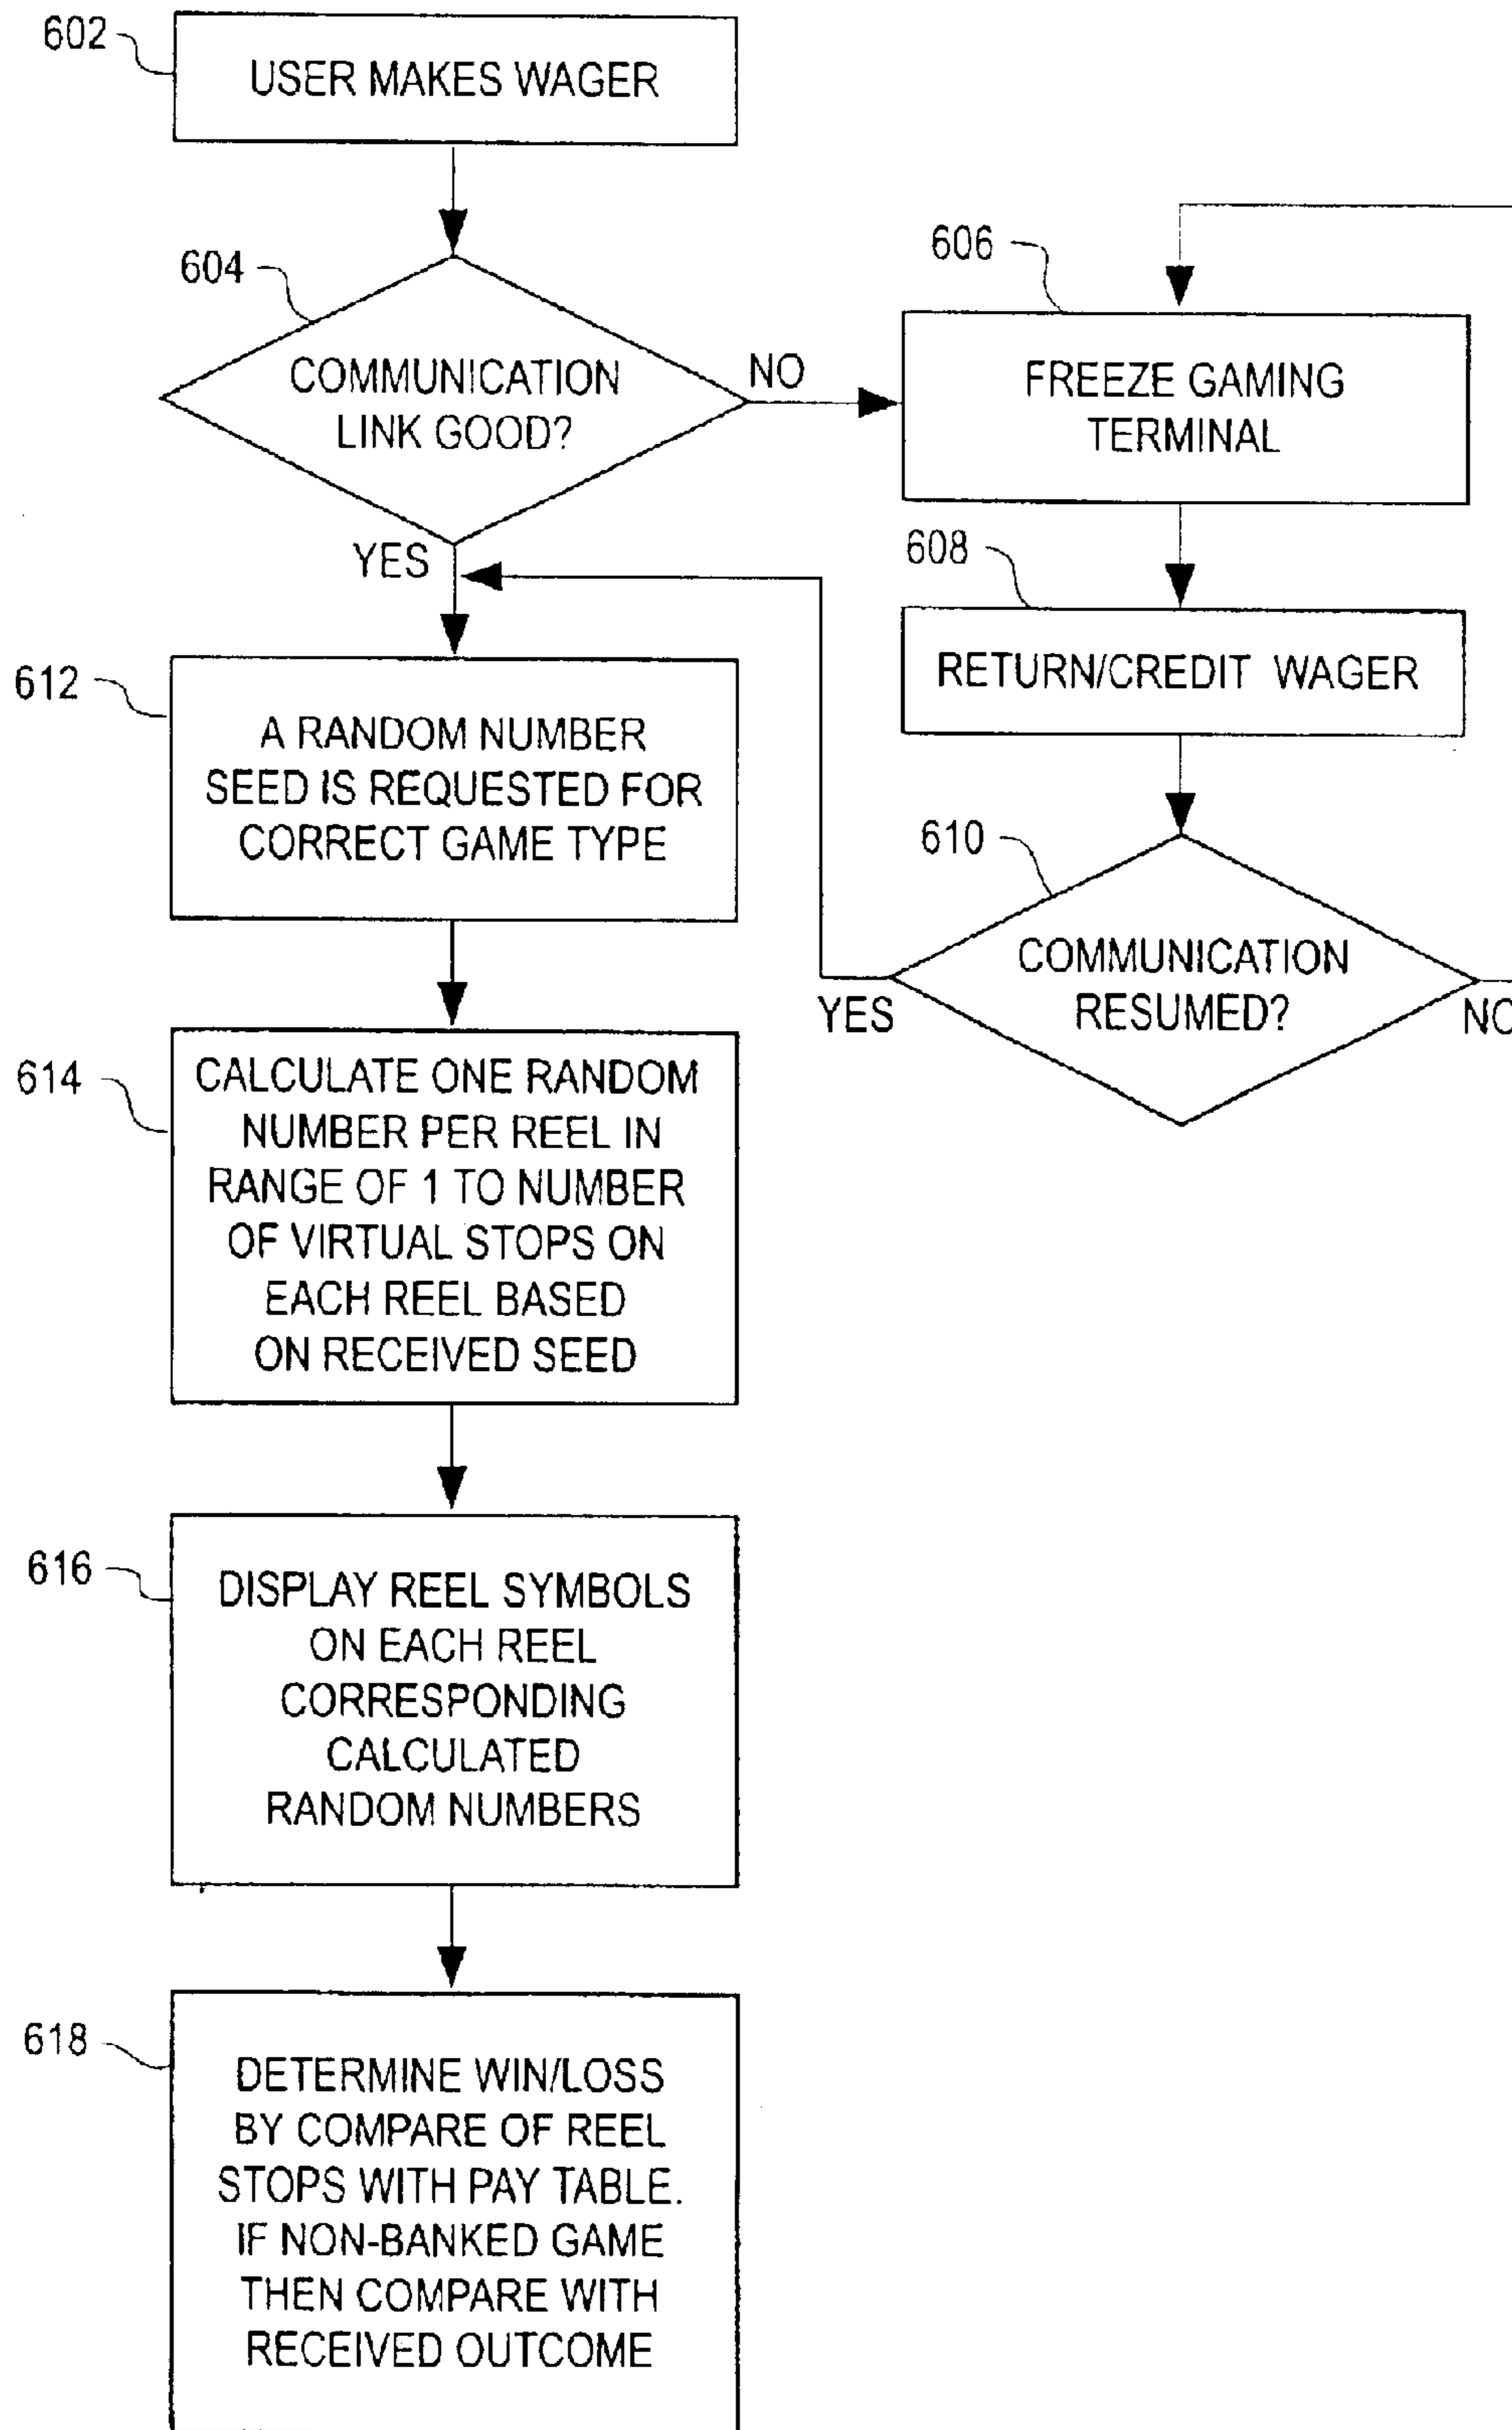 602
USER MAKES WAGER
604
COMMUNICATION
LINK GOOD?
NO
YES
606
FREEZE GAMING
TERMINAL
608
RETURN/CREDIT WAGER
610
COMMUNICATION
RESUMED?
YES
NO
612
A RANDOM NUMBER
SEED IS REQUESTED FOR
CORRECT GAME TYPE
614
CALCULATE ONE RANDOM
NUMBER PER REEL IN
RANGE OF 1 TO NUMBER
OF VIRTUAL STOPS ON
EACH REEL BASED
ON RECEIVED SEED
616
DISPLAY REEL SYMBOLS
ON EACH REEL
CORRESPONDING
CALCULATED
RANDOM NUMBERS
618
DETERMINE WIN/LOSS
BY COMPARE OF REEL
STOPS WITH PAY TABLE.
IF NON-BANKED GAME
THEN COMPARE WITH
RECEIVED OUTCOME